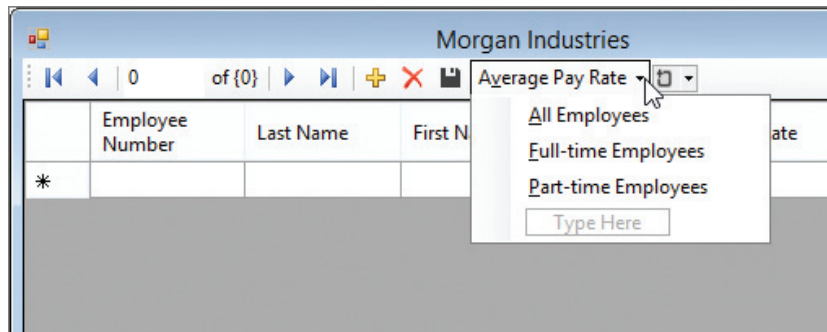 Morgan Industries
0 of {0} Average Pay Rate
Employee
Number Last Name First N ate
All Employees
Full-time Employees
Part-time Employees
Type Here